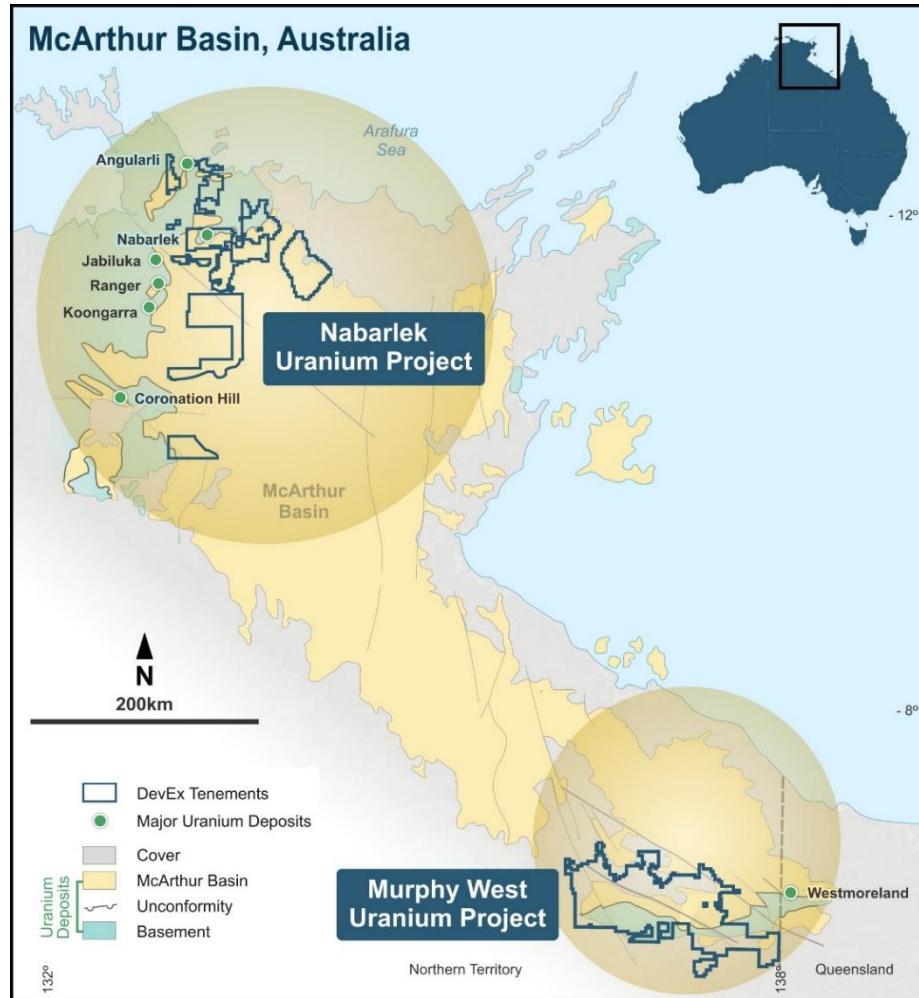 McArthur Basin, Australia
Arafura
Sea
- 12º
Angularli
Nabarlek
Jabiluka
Ranger
Koongarra
Nabarlek
Uranium Project
Coronation Hill
McArthur
Basin
N
200km
- 8º
DevEx Tenements
Major Uranium Deposits
Cover
McArthur Basin
Unconformity
Basement
Uranium
Deposits
Murphy West
Uranium Project
Westmoreland
132º
Northern Territory
138º
Queensland